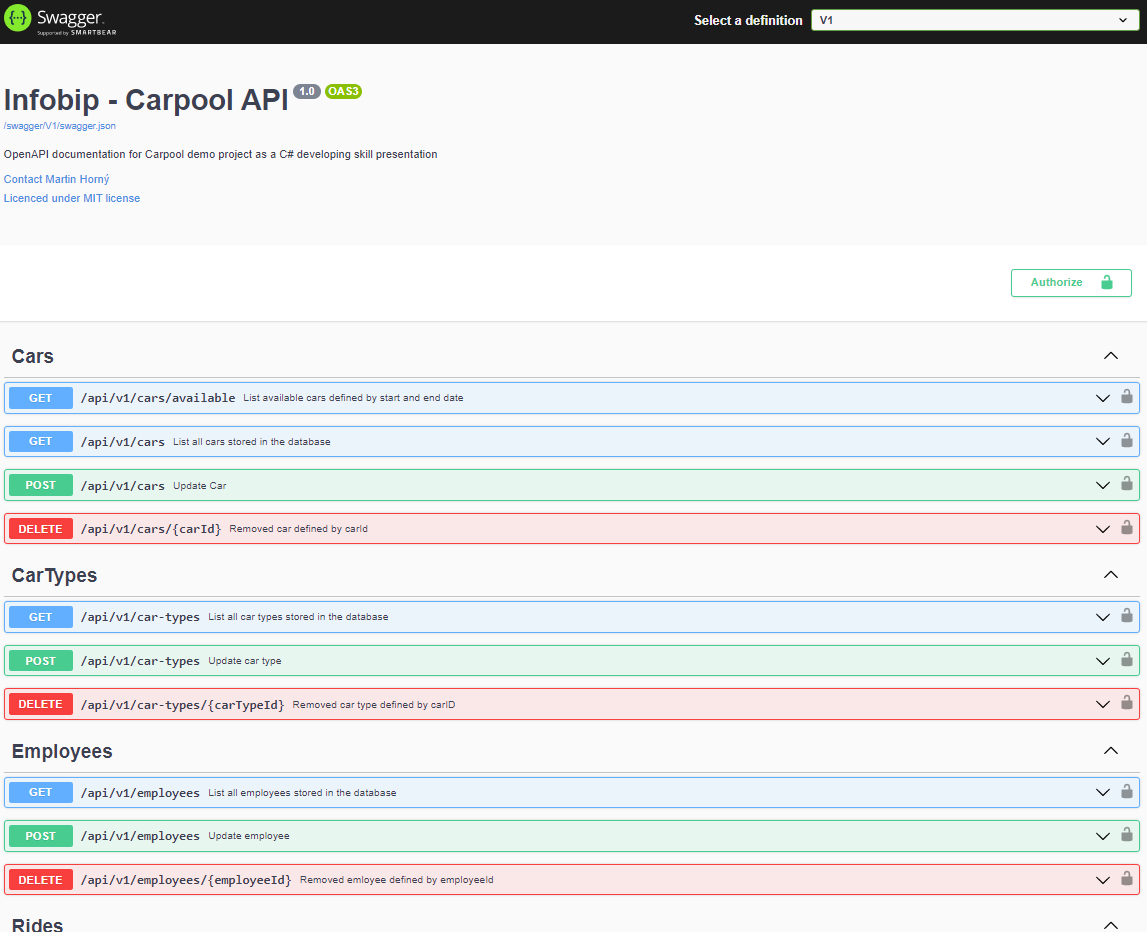 Swagger.
Supported by SMARTBEAR
Select a definition V1
Infobip - Carpool API 1.0 OAS3
/swagger/V1/swagger.json
OpenAPI documentation for Carpool demo project as a C# developing skill presentation
Contact Martin Horný
Licenced under MIT license
Authorize
Cars
GET /api/v1/cars/available List available cars defined by start and end date
GET /api/v1/cars List all cars stored in the database
POST /api/v1/cars Update Car
DELETE /api/v1/cars/{carId} Removed car defined by carId
CarTypes
GET /api/v1/car-types List all car types stored in the database
POST /api/v1/car-types Update car type
DELETE /api/v1/car-types/{carTypeId} Removed car type defined by carID
Employees
GET /api/v1/employees List all employees stored in the database
POST /api/v1/employees Update employee
DELETE /api/v1/employees/{employeeId} Removed emloyee defined by employeeId
Rides